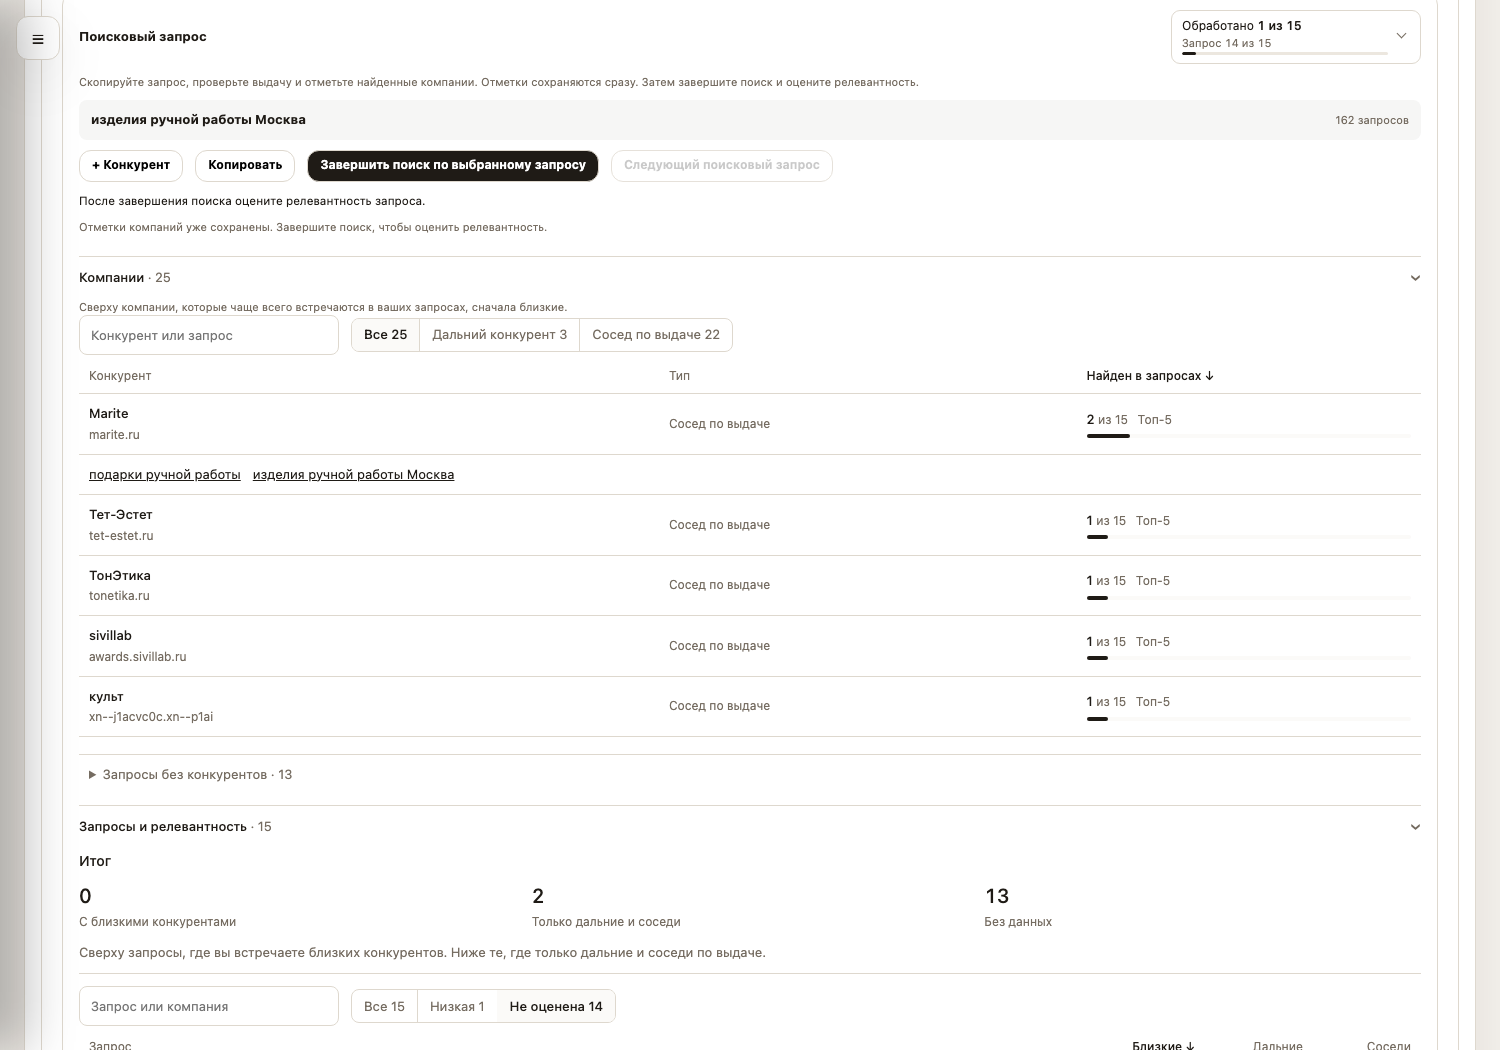 Поисковый запрос
Обработано 1 из 15
Запрос 14 из 15
Скопируйте запрос, проверьте выдачу и отметьте найденные компании. Отметки сохраняются сразу. Затем завершите поиск и оцените релевантность.
изделия ручной работы Москва
162 запросов
+ Конкурент
Копировать
Завершить поиск по выбранному запросу
Следующий поисковый запрос
После завершения поиска оцените релевантность запроса.
Отметки компаний уже сохранены. Завершите поиск, чтобы оценить релевантность.
Компании · 25
Сверху компании, которые чаще всего встречаются в ваших запросах, сначала близкие.
Конкурент или запрос
Все 25
Дальний конкурент 3
Сосед по выдаче 22
Конкурент
Тип
Найден в запросах ↓
Marite
marite.ru
Сосед по выдаче
2 из 15 Топ-5
подарки ручной работы
изделия ручной работы Москва
Тет-Эстет
tet-estet.ru
Сосед по выдаче
1 из 15 Топ-5
ТонЭтика
tonetika.ru
Сосед по выдаче
1 из 15 Топ-5
sivillab
awards.sivillab.ru
Сосед по выдаче
1 из 15 Топ-5
культ
xn--j1acvc0c.xn--p1ai
Сосед по выдаче
1 из 15 Топ-5
Запросы без конкурентов · 13
Запросы и релевантность · 15
Итог
0
С близкими конкурентами
2
Только дальние и соседи
13
Без данных
Сверху запросы, где вы встречаете близких конкурентов. Ниже те, где только дальние и соседи по выдаче.
Запрос или компания
Все 15
Низкая 1
Не оценена 14
Запрос
Близкие ↓
Дальние
Соседи